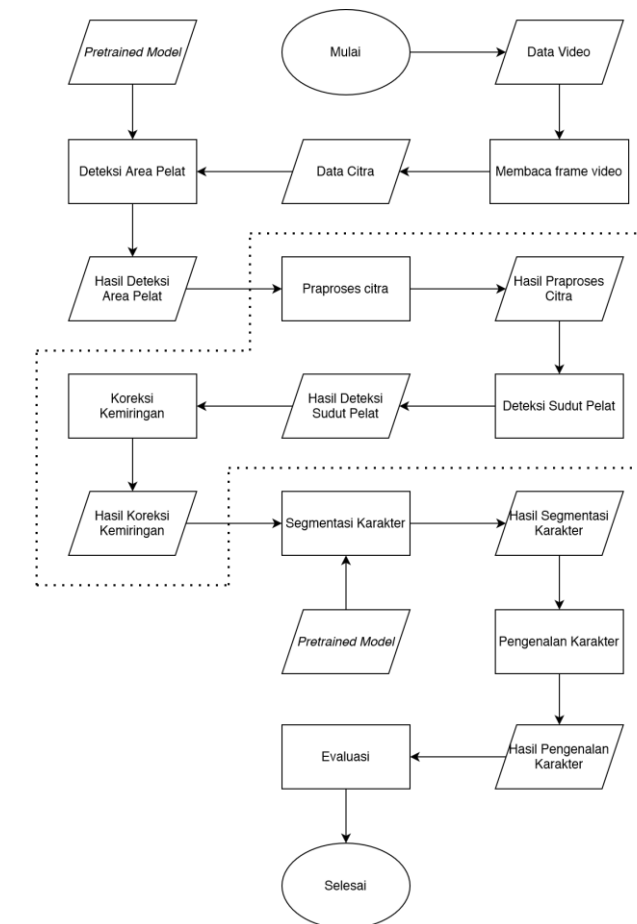 Pretrained Model
Mulai
Data Video
Deteksi Area Pelat
Data Citra
Membaca frame video
Hasil Deteksi
Area Pelat
Praproses citra
Hasil Praproses
Citra
Koreksi
Kemiringan
Hasil Deteksi
Sudut Pelat
Deteksi Sudut Pelat
Hasil Koreksi
Kemiringan
Segmentasi Karakter
Hasil Segmentasi
Karakter
Pretrained Model
Pengenalan Karakter
Evaluasi
Hasil Pengenalan
Karakter
Selesai